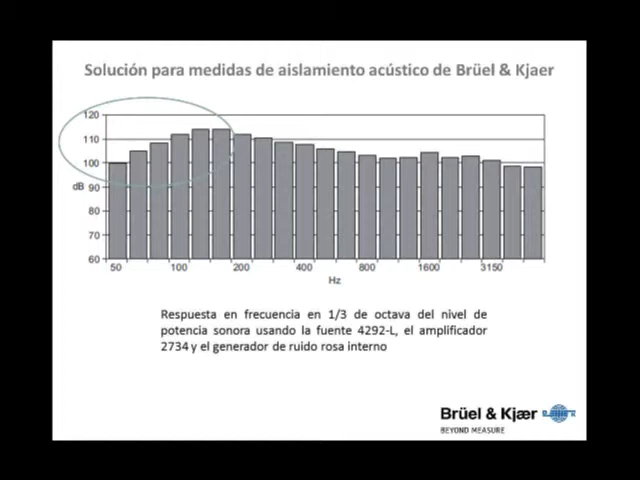 Solución para medidas de aislamiento acústico de Brüel & Kjaer
120
110
100
dB 90
80
70
60
50 100 200 400 800 1600 3150
Hz
Respuesta en frecuencia en 1/3 de octava del nivel de
potencia sonora usando la fuente 4292-L, el amplificador
2734 y el generador de ruido rosa interno
Brüel & Kjær
BEYOND MEASURE